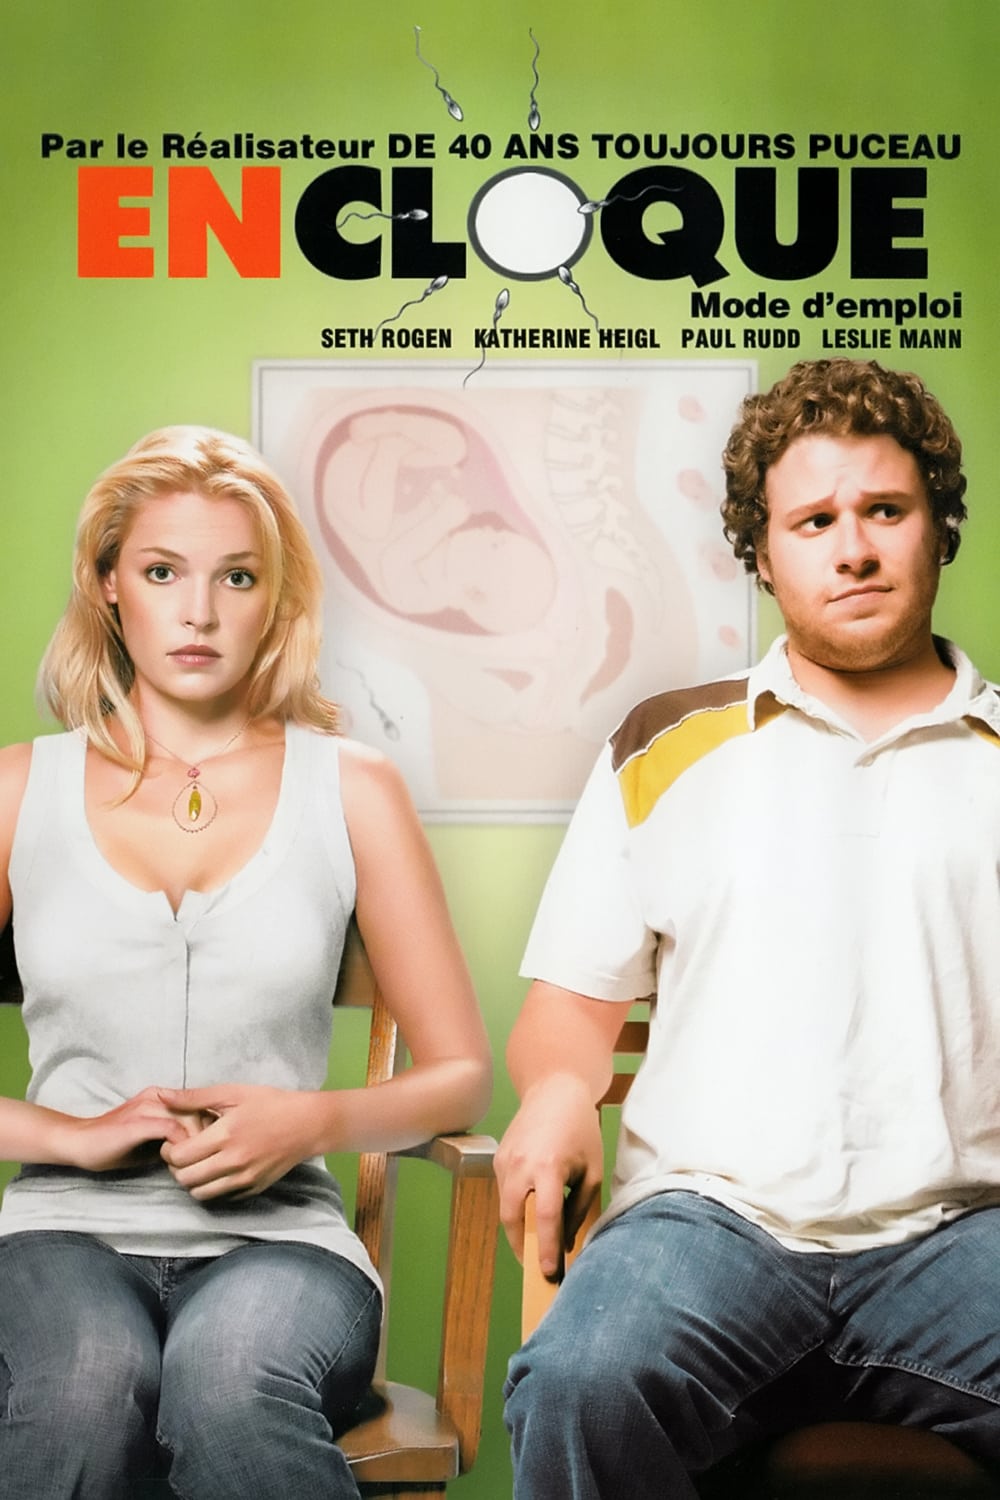 Par le Réalisateur DE 40 ANS TOUJOURS PUCEAU
EN CLOQUE
Mode d'emploi
SETH ROGEN KATHERINE HEIGL PAUL RUDD LESLIE MANN